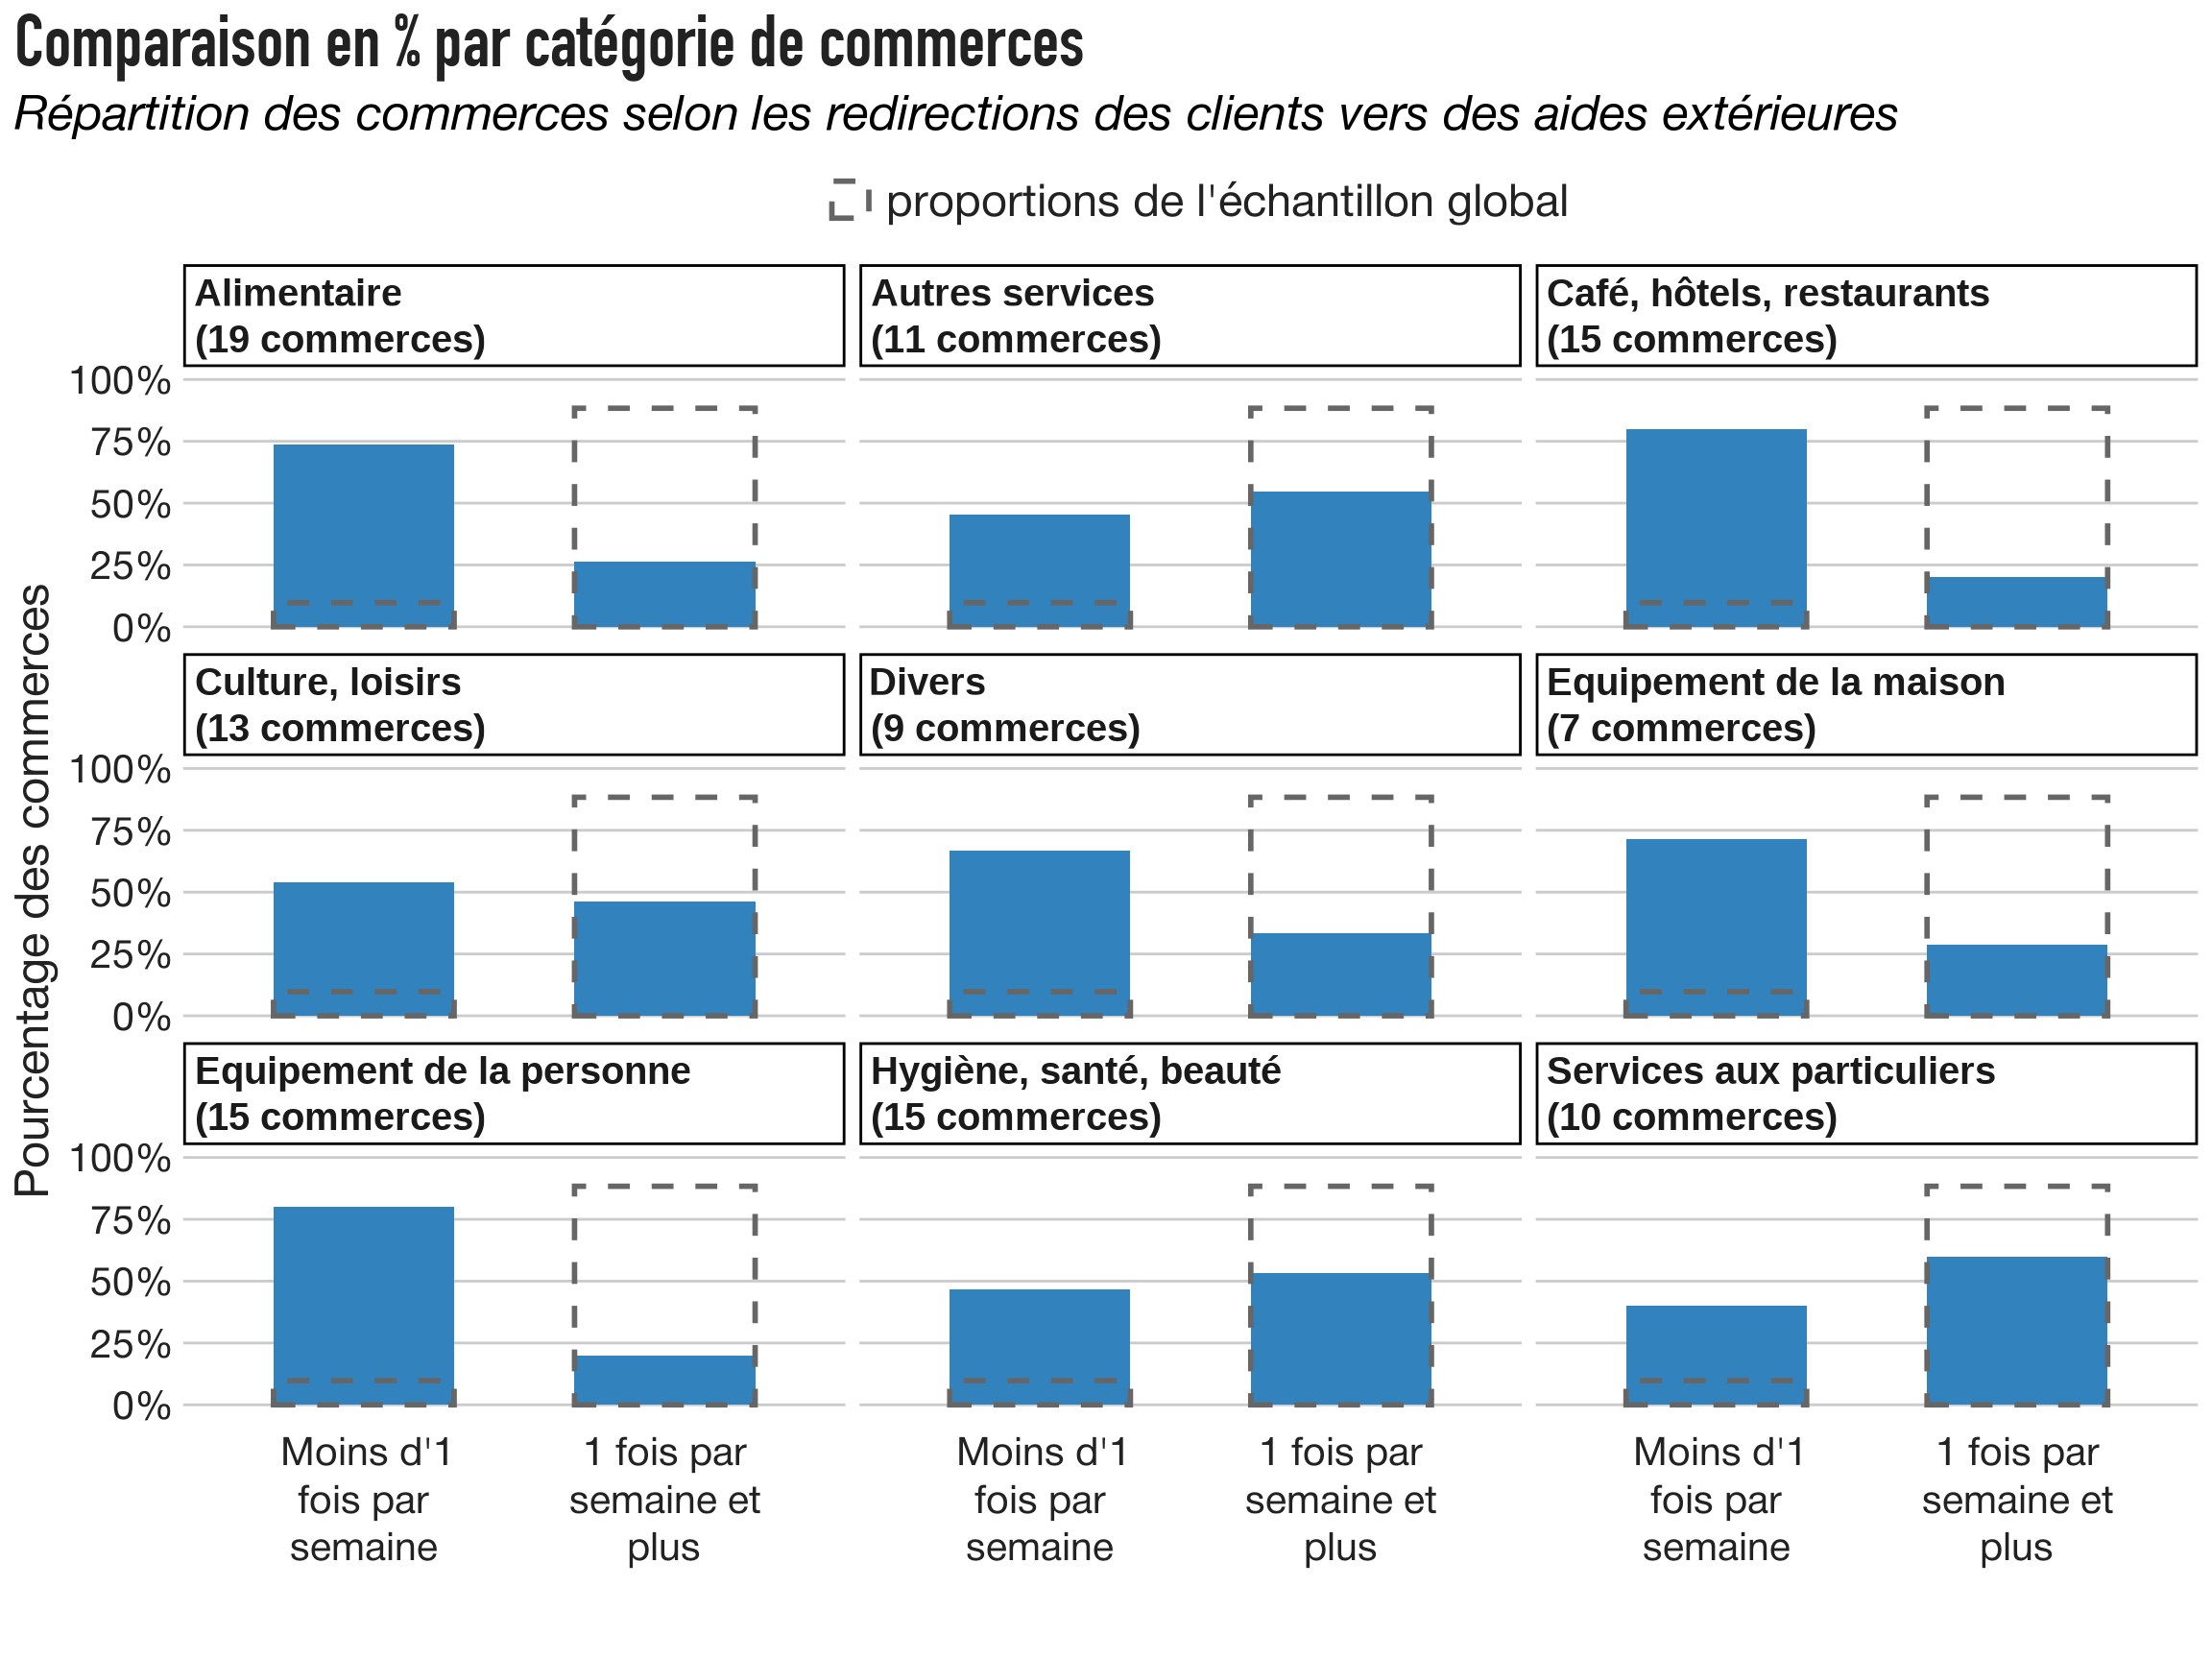 Comparaison en % par catégorie de commerces
Répartition des commerces selon les redirections des clients vers des aides extérieures
proportions de l'échantillon global
Pourcentage des commerces
Alimentaire
(19 commerces)
Autres services
(11 commerces)
Café, hôtels, restaurants
(15 commerces)
100%
75%
50%
25%
0%
Culture, loisirs
(13 commerces)
Divers
(9 commerces)
Equipement de la maison
(7 commerces)
100%
75%
50%
25%
0%
Equipement de la personne
(15 commerces)
Hygiène, santé, beauté
(15 commerces)
Services aux particuliers
(10 commerces)
100%
75%
50%
25%
0%
Moins d'1
fois par
semaine
1 fois par
semaine et
plus
Moins d'1
fois par
semaine
1 fois par
semaine et
plus
Moins d'1
fois par
semaine
1 fois par
semaine et
plus